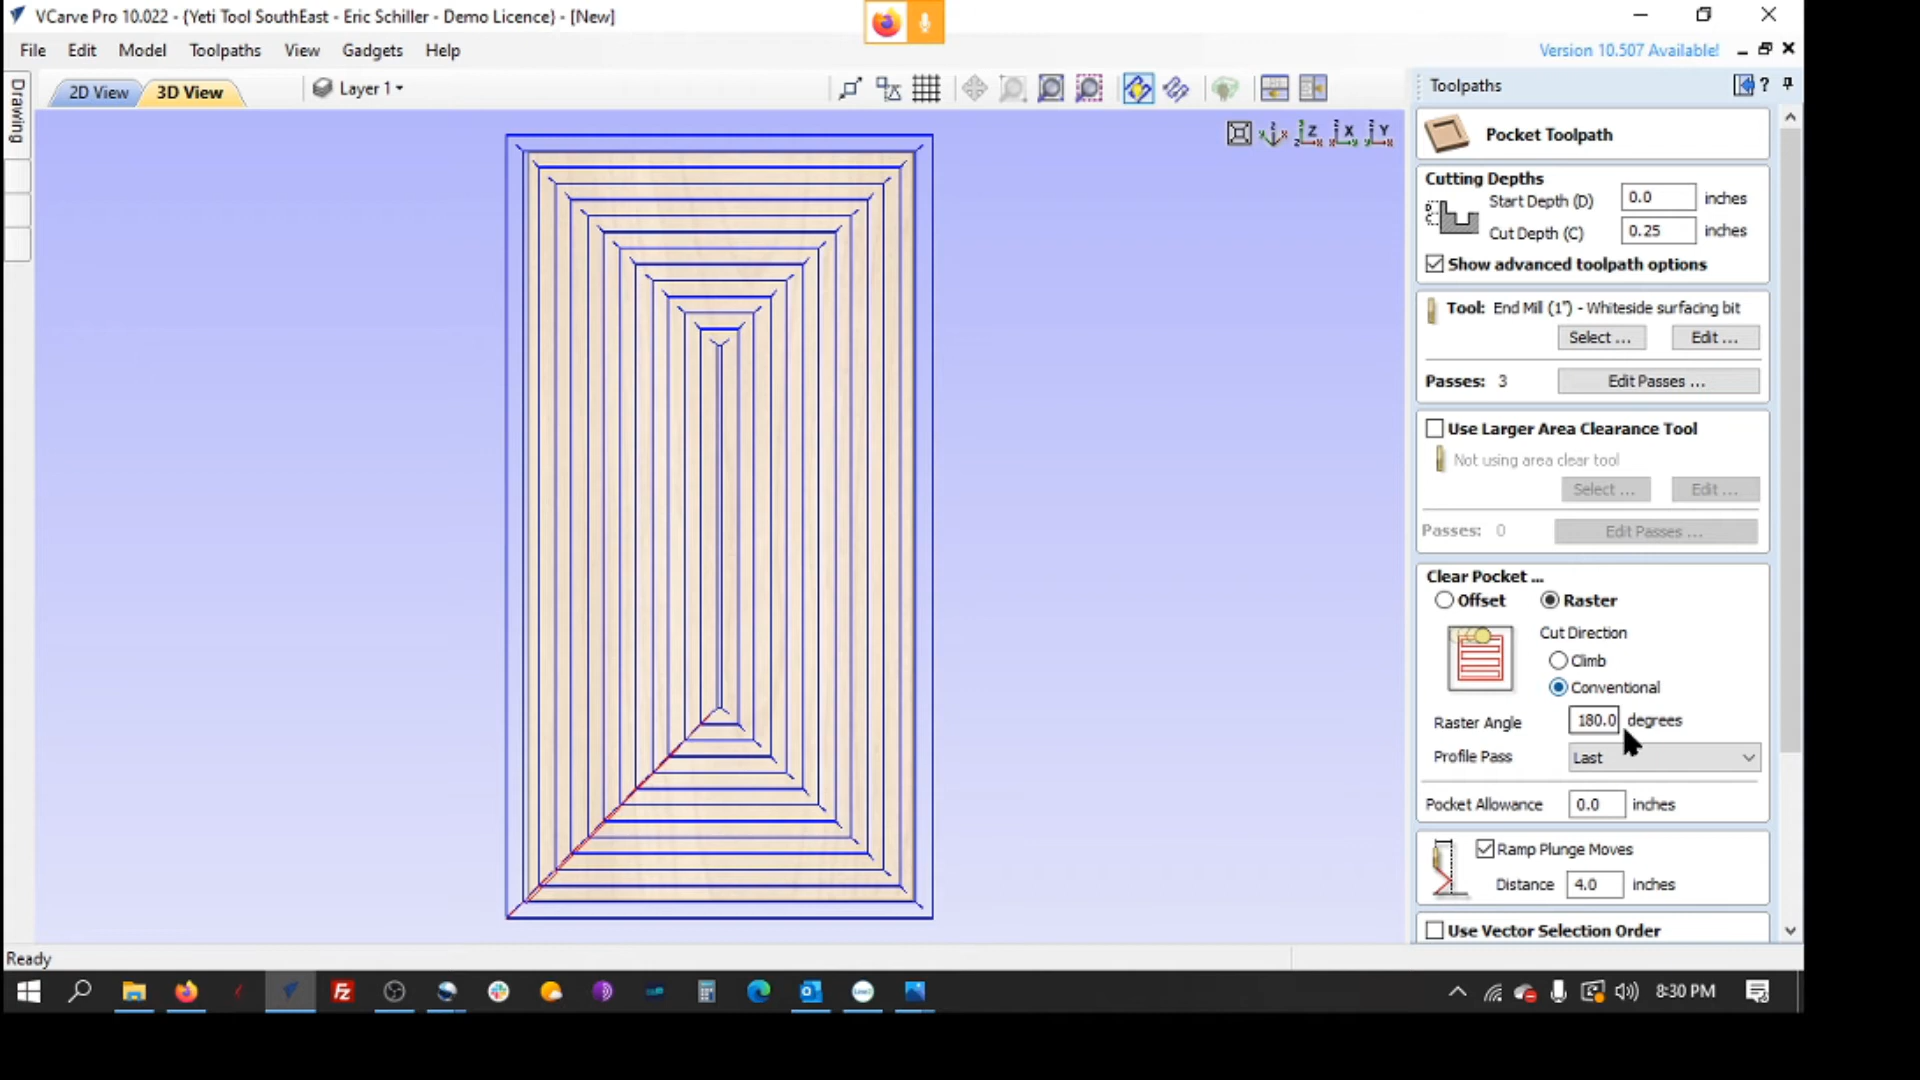 VCarve Pro 10.022 - {Yeti Tool SouthEast - Eric Schiller - Demo Licence} - [New]
File Edit Model Toolpaths View Gadgets Help
Version 10.507 Available!
2D View 3D View Layer 1
Drawing
Z X Y
Toolpaths
?
Pocket Toolpath
Cutting Depths
Start Depth (D) 0.0 inches
Cut Depth (C) 0.25 inches
Show advanced toolpath options
Tool: End Mill (1") - Whiteside surfacing bit
Select ... Edit ...
Passes: 3 Edit Passes ...
Use Larger Area Clearance Tool
Not using area clear tool
Select ... Edit ...
Passes: 0 Edit Passes ...
Clear Pocket ...
Offset Raster
Cut Direction
Climb
Conventional
Raster Angle 180.0 degrees
Profile Pass Last
Pocket Allowance 0.0 inches
Ramp Plunge Moves
Distance 4.0 inches
Use Vector Selection Order
Ready
8:30 PM